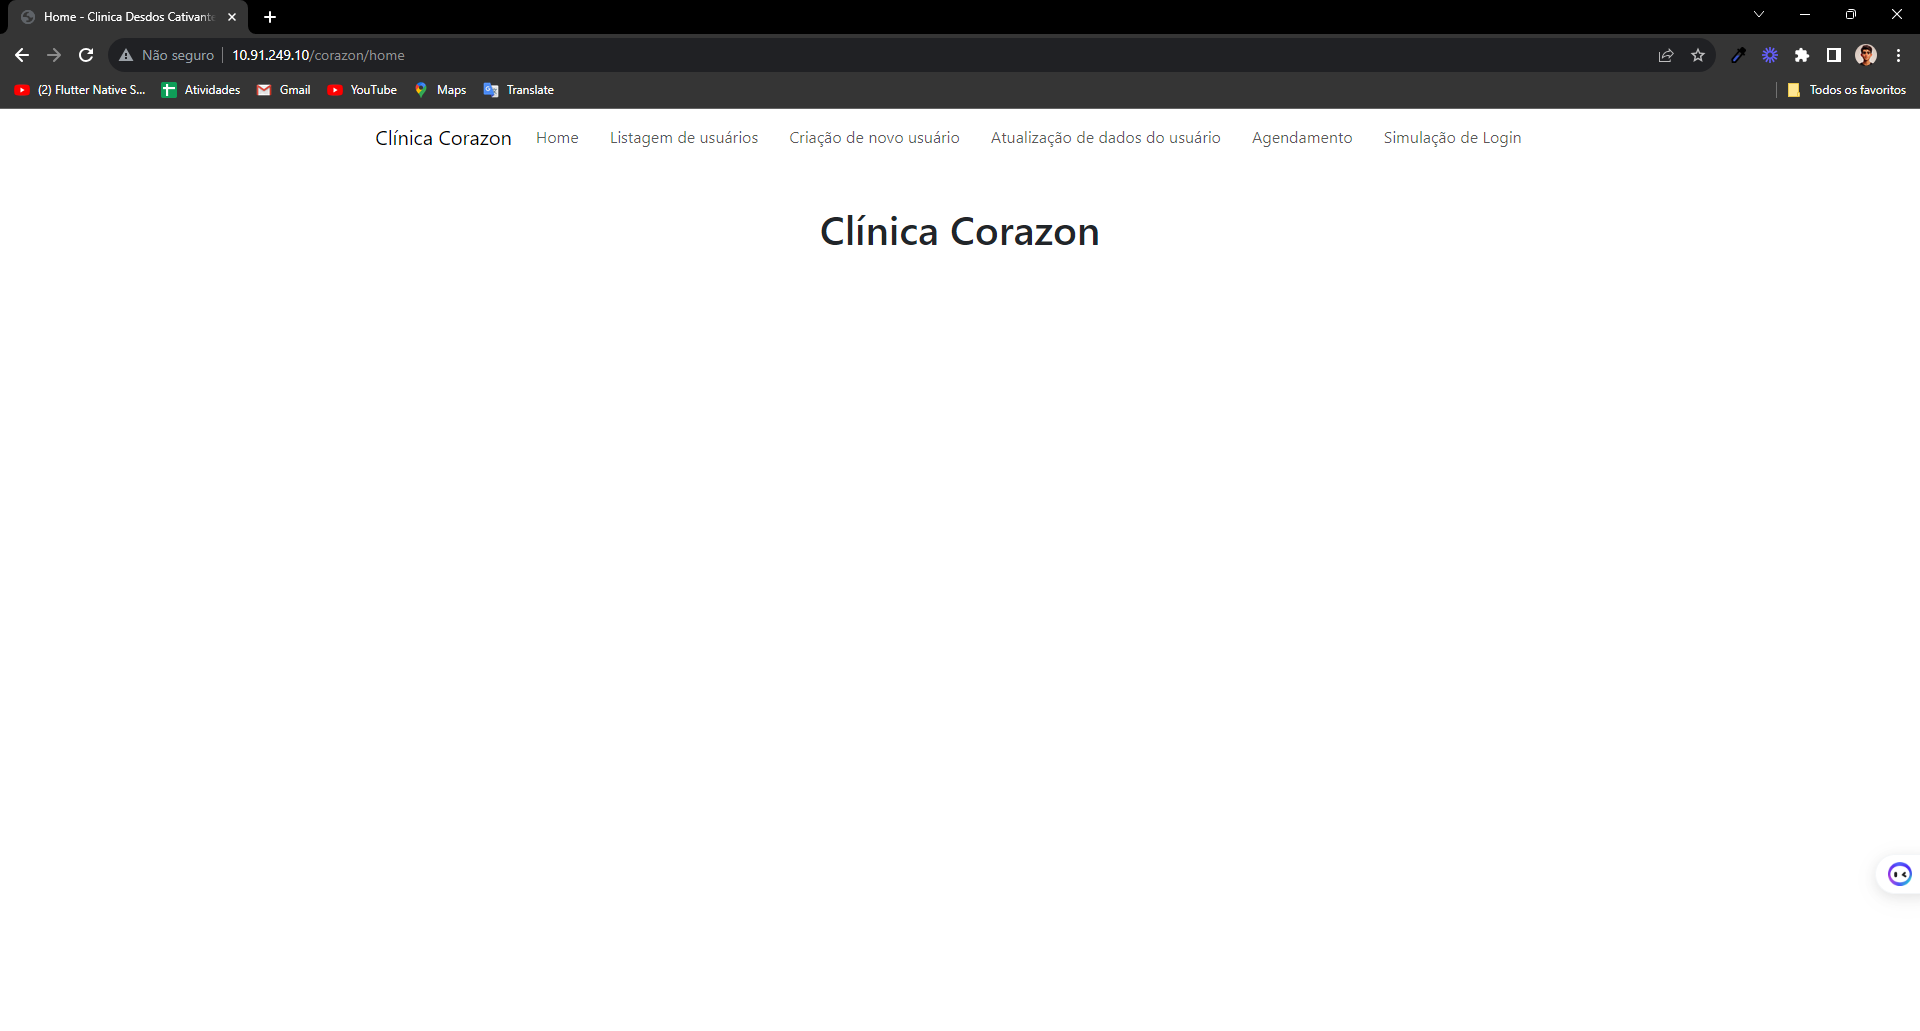 Home - Clinica Desdos Cativante
Não seguro 10.91.249.10/corazon/home
(2) Flutter Native S... Atividades Gmail YouTube Maps Translate Todos os favoritos
Clínica Corazon Home Listagem de usuários Criação de novo usuário Atualização de dados do usuário Agendamento Simulação de Login
Clínica Corazon